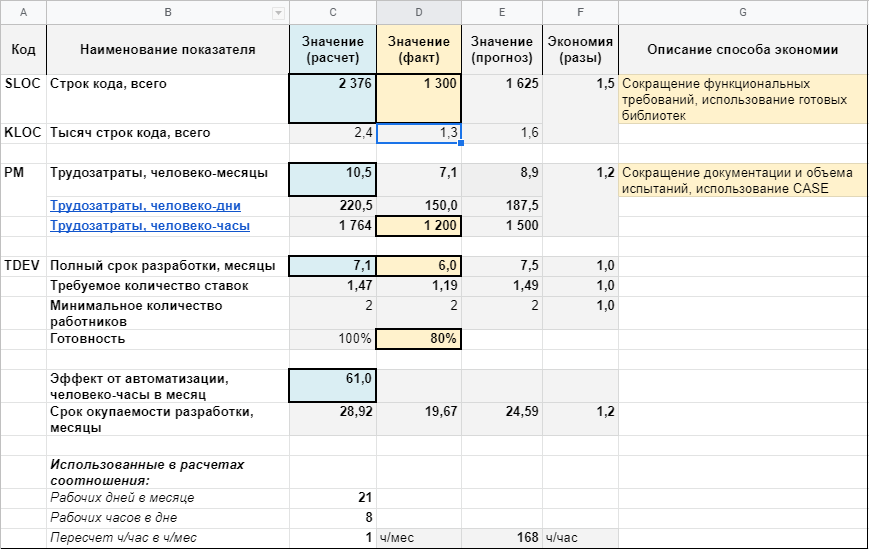 A B C D E F G
Код Наименование показателя Значение (расчет) Значение (факт) Значение (прогноз) Экономия (разы) Описание способа экономии
SLOC Строк кода, всего 2 376 1 300 1 625 1,5 Сокращение функциональных
требований, использование готовых
библиотек
KLOC Тысяч строк кода, всего 2,4 1,3 1,6
PM Трудозатраты, человеко-месяцы 10,5 7,1 8,9 1,2 Сокращение документации и объема
испытаний, использование CASE
Трудозатраты, человеко-дни 220,5 150,0 187,5
Трудозатраты, человеко-часы 1 764 1 200 1 500
TDEV Полный срок разработки, месяцы 7,1 6,0 7,5 1,0
Требуемое количество ставок 1,47 1,19 1,49 1,0
Минимальное количество 2 2 2 1,0
работников
Готовность 100% 80%
Эффект от автоматизации, 61,0
человеко-часы в месяц
Срок окупаемости разработки, 28,92 19,67 24,59 1,2
месяцы
Использованные в расчетах
соотношения:
Рабочих дней в месяце 21
Рабочих часов в дне 8
Пересчет ч/час в ч/мес 1 ч/мес 168 ч/час